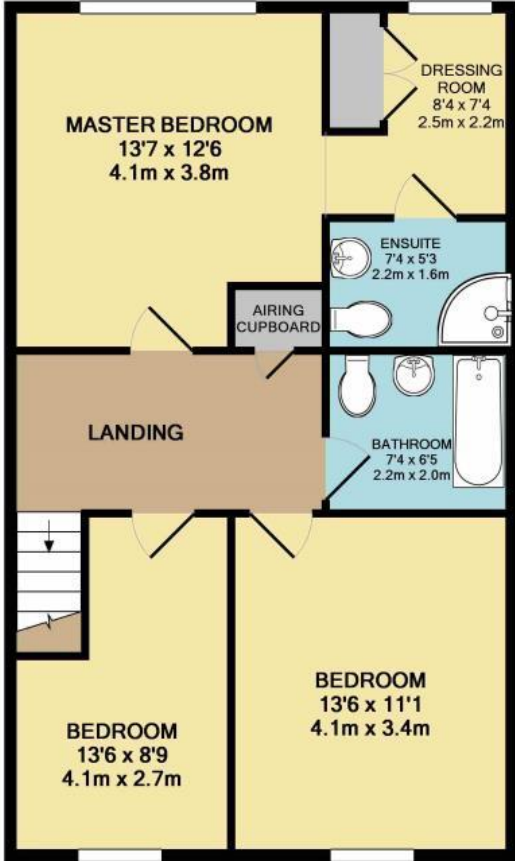 MASTER BEDROOM
13'7 x 12'6
4.1m x 3.8m
DRESSING
ROOM
8'4 x 7'4
2.5m x 2.2m
ENSUITE
7'4 x 5'3
2.2m x 1.6m
AIRING
CUPBOARD
LANDING
BATHROOM
7'4 x 6'5
2.2m x 2.0m
BEDROOM
13'6 x 11'1
4.1m x 3.4m
BEDROOM
13'6 x 8'9
4.1m x 2.7m